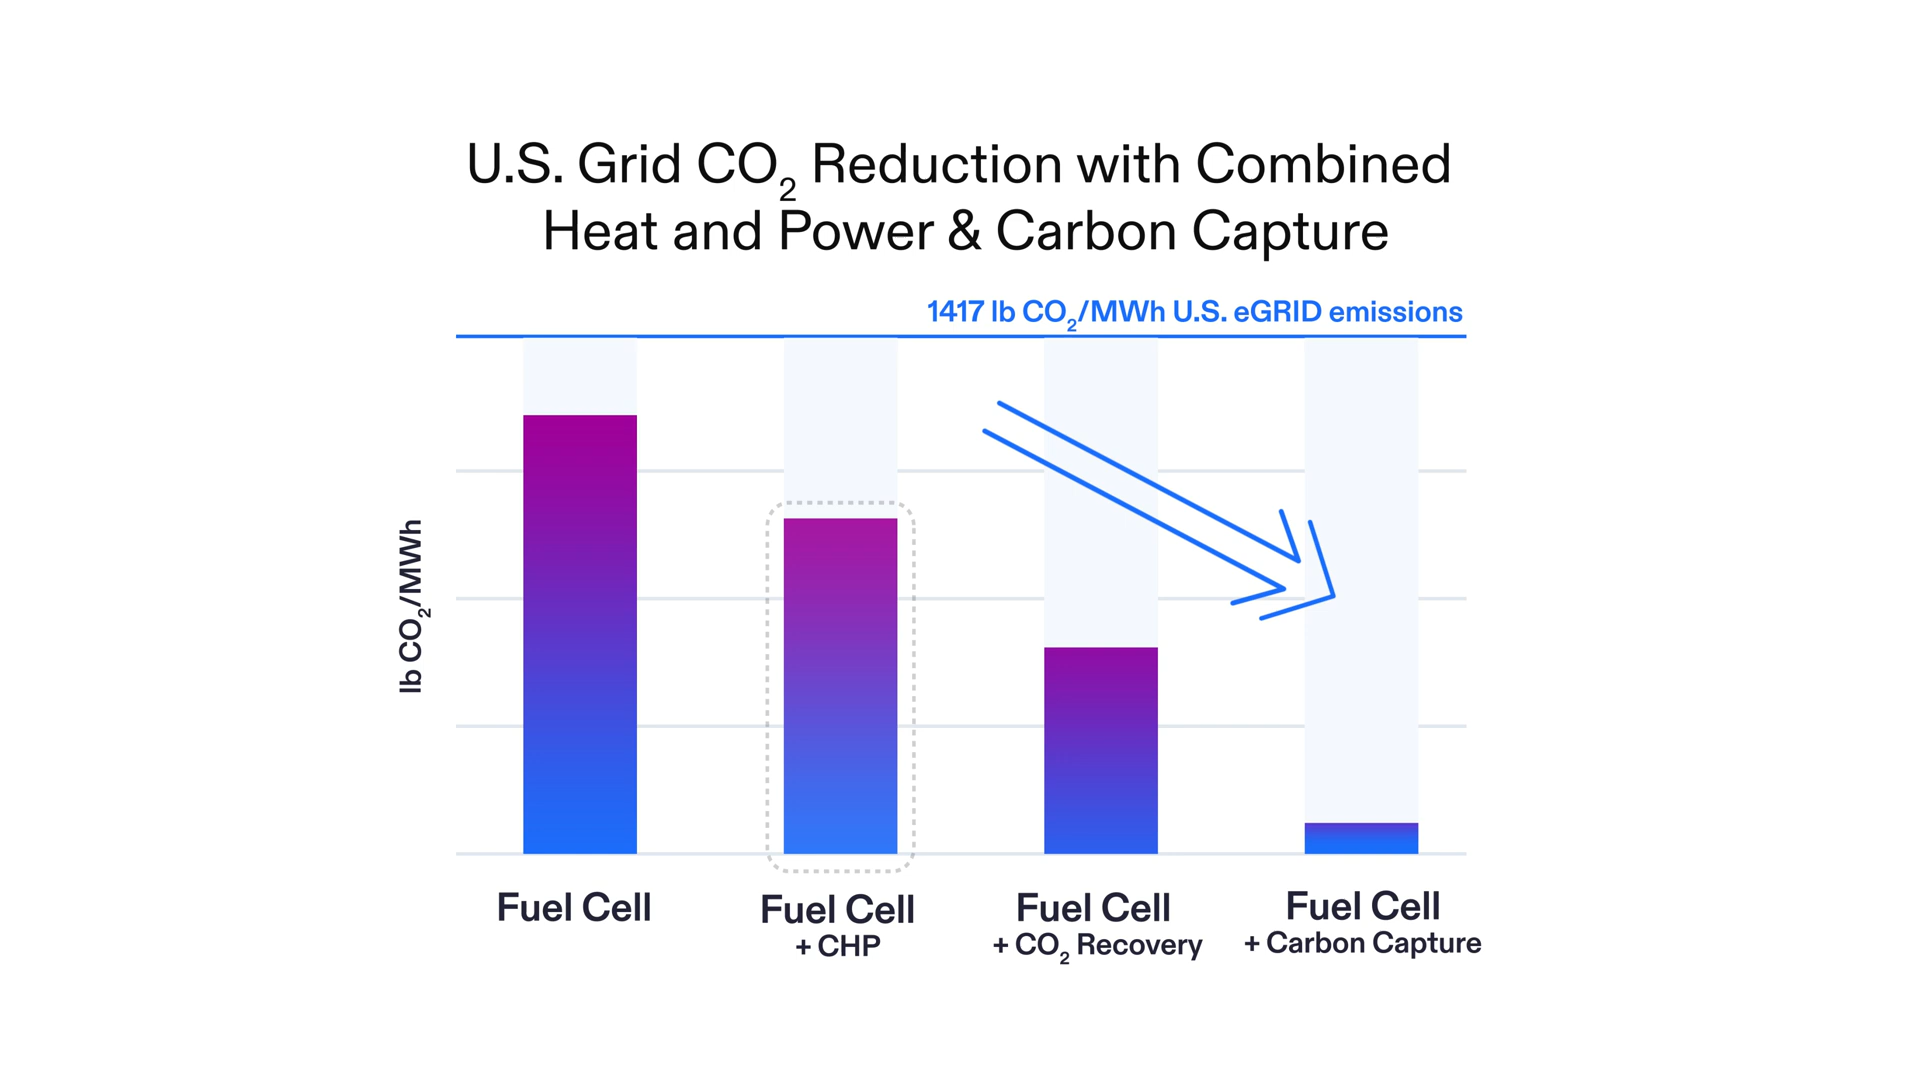 U.S. Grid CO₂ Reduction with Combined
Heat and Power & Carbon Capture
1417 lb CO₂/MWh U.S. eGRID emissions
lb CO₂/MWh
Fuel Cell
Fuel Cell
+ CHP
Fuel Cell
+ CO₂ Recovery
Fuel Cell
+ Carbon Capture